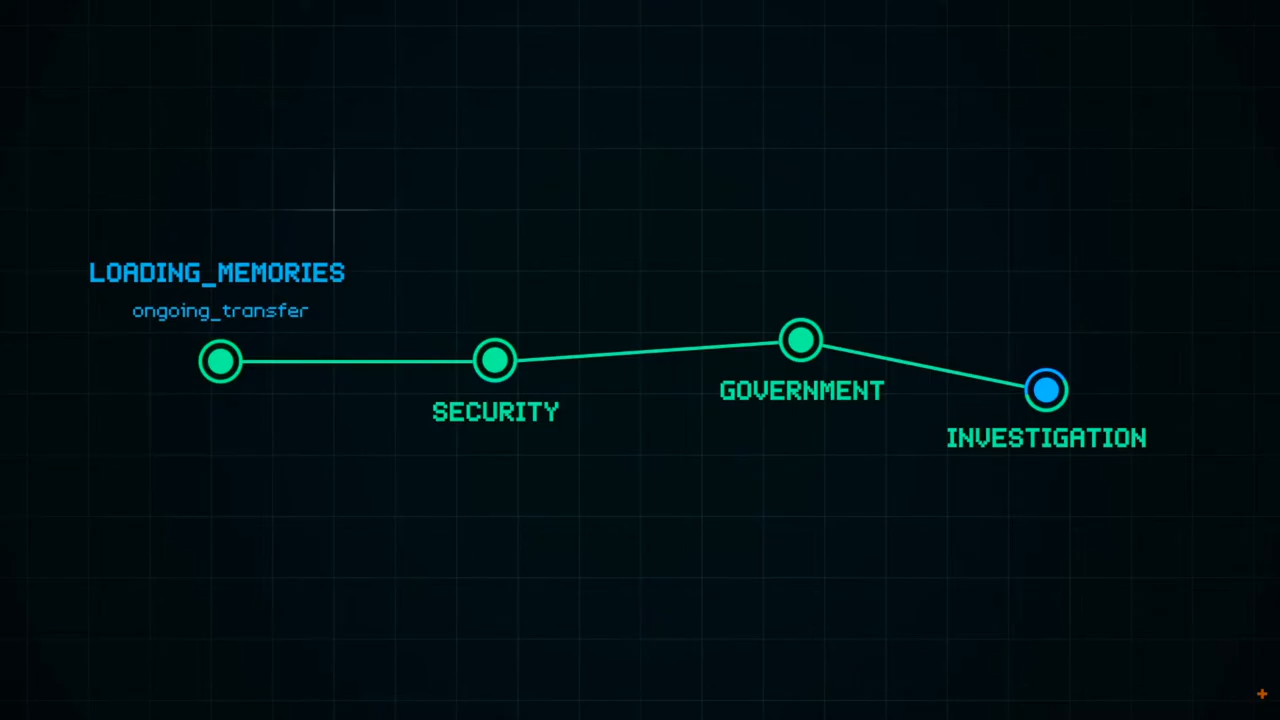 LOADING_MEMORIES
ongoing_transfer
SECURITY
GOVERNMENT
INVESTIGATION